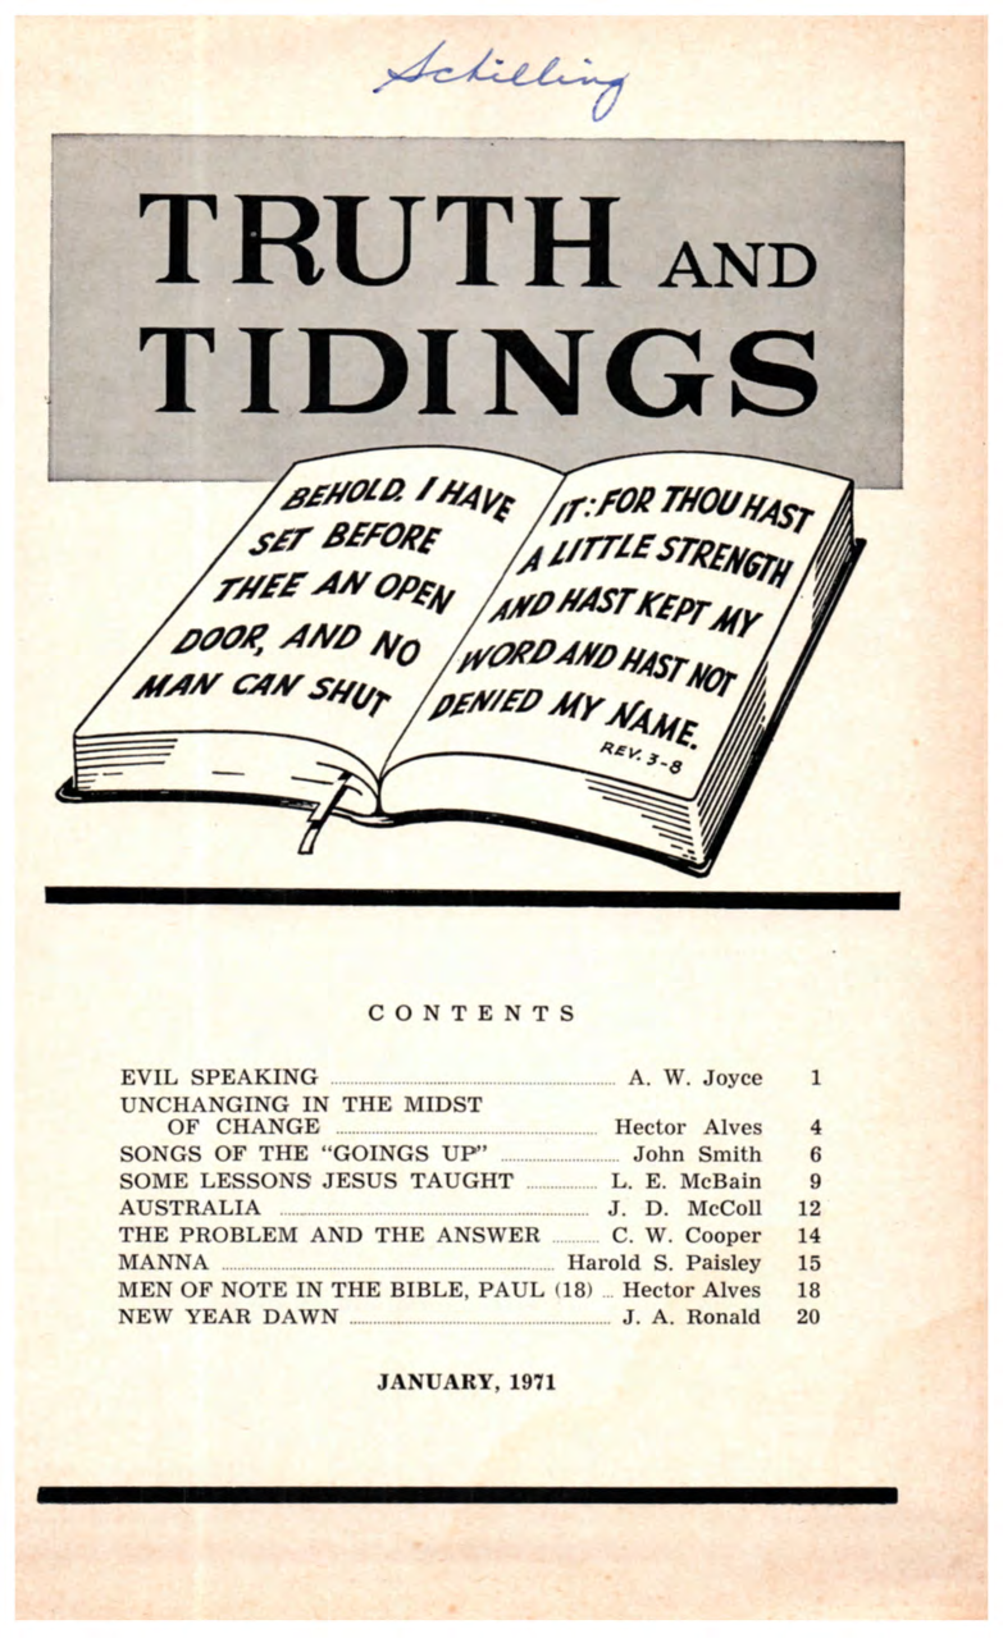 Schilling
TRUTH AND
TIDINGS
BEHOLD, I HAVE
SET BEFORE
THEE AN OPEN
DOOR, AND NO
MAN CAN SHUT
IT: FOR THOU HAST
A LITTLE STRENGTH
AND HAST KEPT MY
WORD AND HAST NOT
DENIED MY NAME.
REV. 3-8
CONTENTS
EVIL SPEAKING ........ A. W. Joyce 1
UNCHANGING IN THE MIDST
OF CHANGE ........ Hector Alves 4
SONGS OF THE "GOINGS UP" ........ John Smith 6
SOME LESSONS JESUS TAUGHT ........ L. E. McBain 9
AUSTRALIA ........ J. D. McColl 12
THE PROBLEM AND THE ANSWER ........ C. W. Cooper 14
MANNA ........ Harold S. Paisley 15
MEN OF NOTE IN THE BIBLE, PAUL (18) ... Hector Alves 18
NEW YEAR DAWN ........ J. A. Ronald 20
JANUARY, 1971